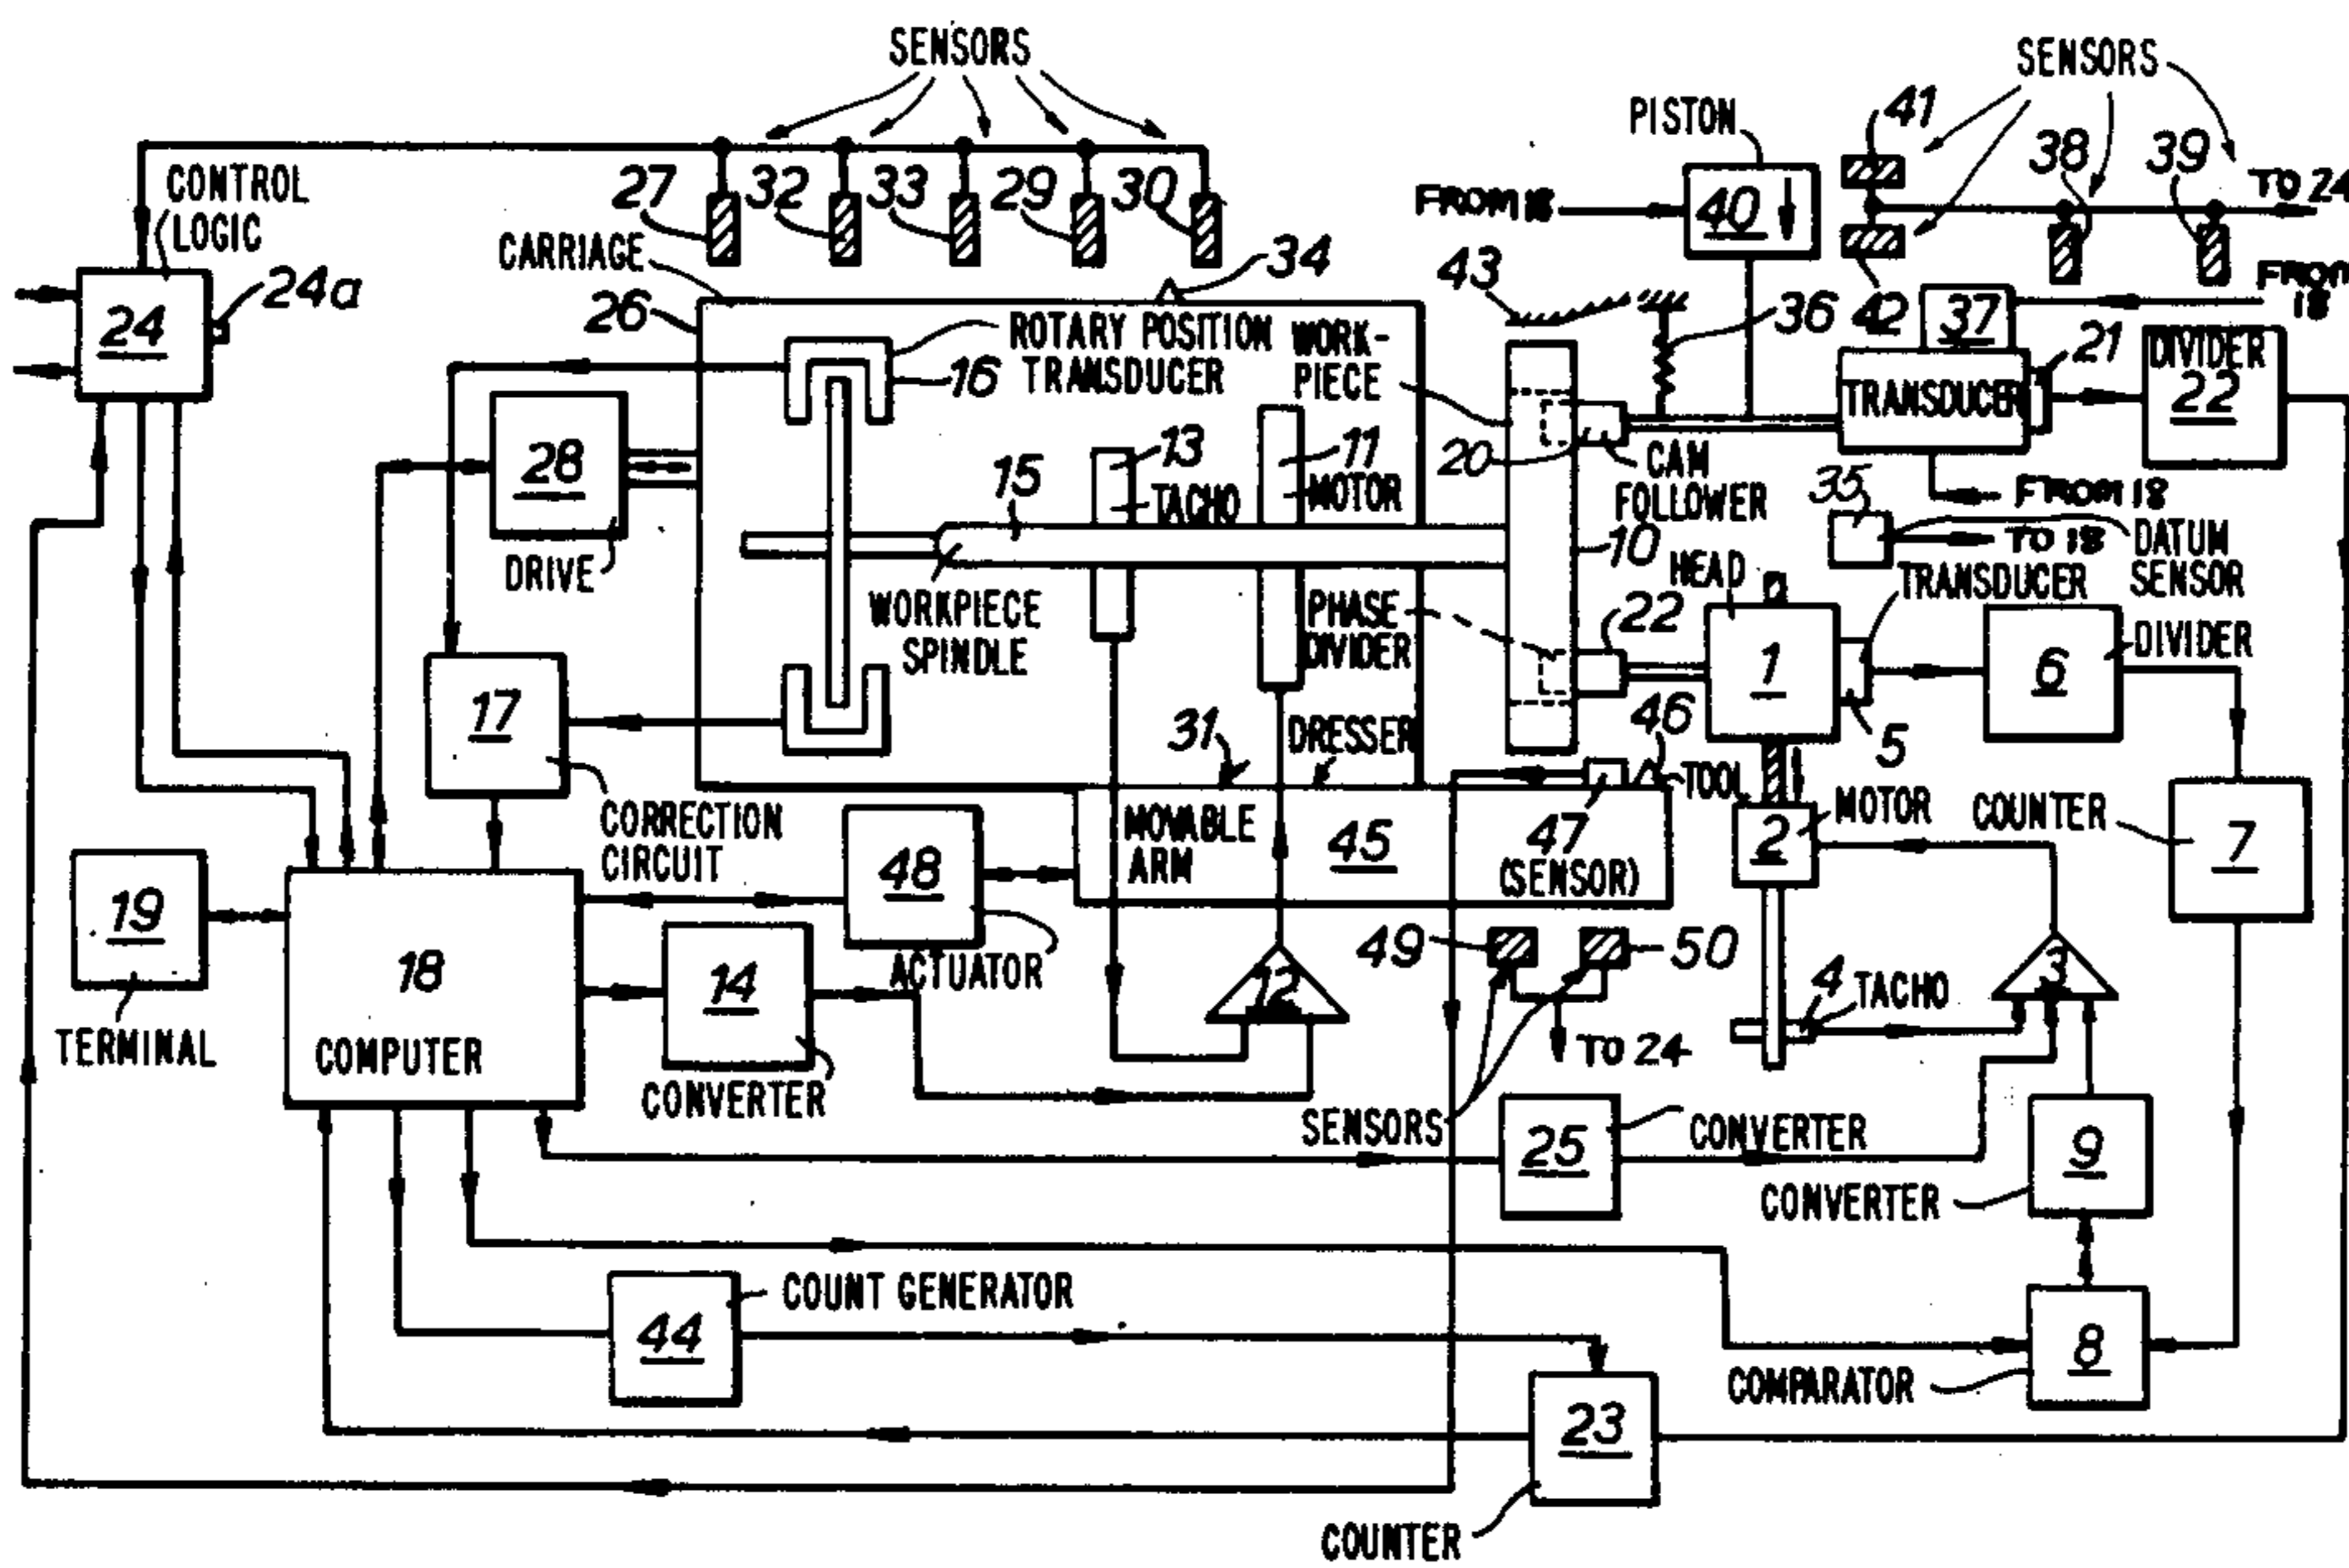 SENSORS
SENSORS
PISTON
41
38
39
TO 24
27
32
33
29
30
FROM 18
40
CONTROL
LOGIC
CARRIAGE
34
43
42
FROM
18
24
24a
26
ROTARY POSITION
TRANSDUCER
16
WORK-
PIECE
36
37
21
DIVIDER
22
TRANSDUCER
28
DRIVE
15
13
TACHO
11
MOTOR
20
CAM
FOLLOWER
FROM 18
35
TO 18
DATUM
SENSOR
10
HEAD
TRANSDUCER
WORKPIECE
SPINDLE
PHASE
DIVIDER
22
1
5
6
DIVIDER
17
CORRECTION
CIRCUIT
31
DRESSER
46
TOOL
MOVABLE
ARM
45
47
(SENSOR)
2
MOTOR
COUNTER
7
19
TERMINAL
18
COMPUTER
48
ACTUATOR
14
CONVERTER
12
49
50
SENSORS
TO 24
4
TACHO
3
25
CONVERTER
9
CONVERTER
44
COUNT GENERATOR
8
COMPARATOR
23
COUNTER